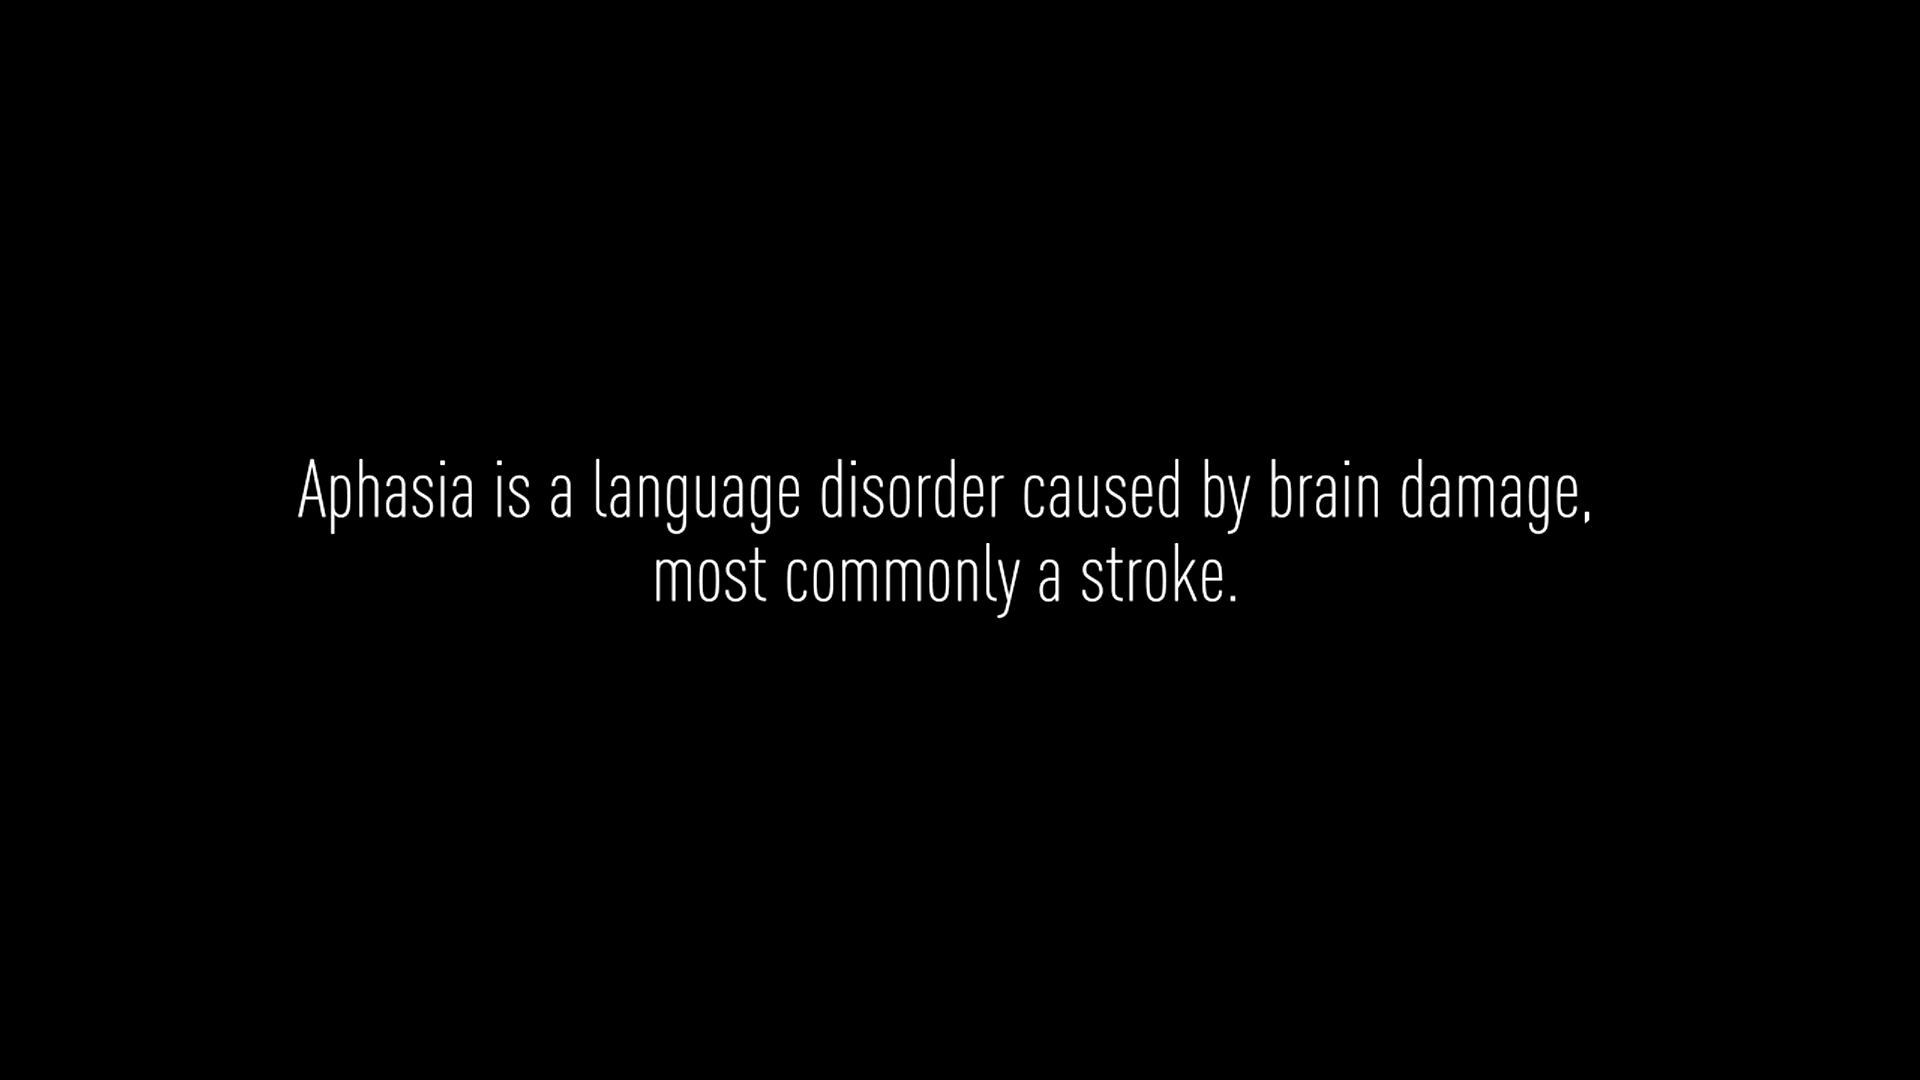 Aphasia is a language disorder caused by brain damage,
most commonly a stroke.